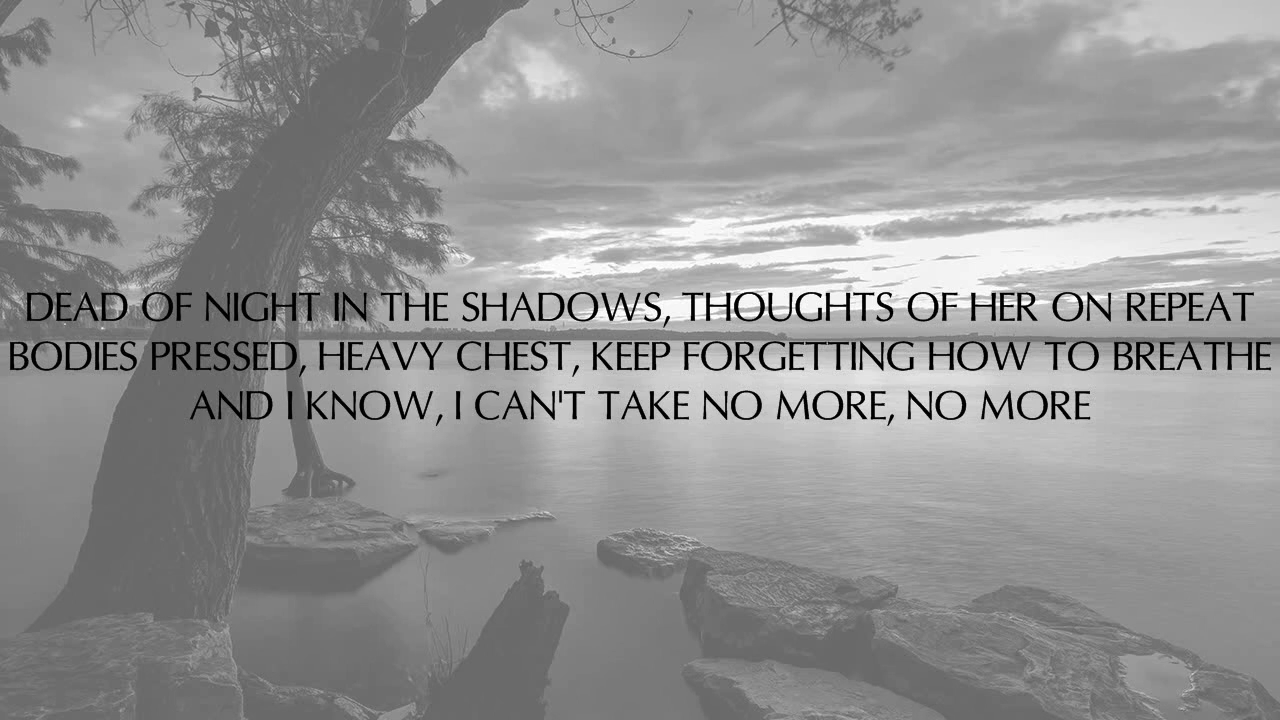 DEAD OF NIGHT IN THE SHADOWS, THOUGHTS OF HER ON REPEAT
BODIES PRESSED, HEAVY CHEST, KEEP FORGETTING HOW TO BREATHE
AND I KNOW, I CAN'T TAKE NO MORE, NO MORE